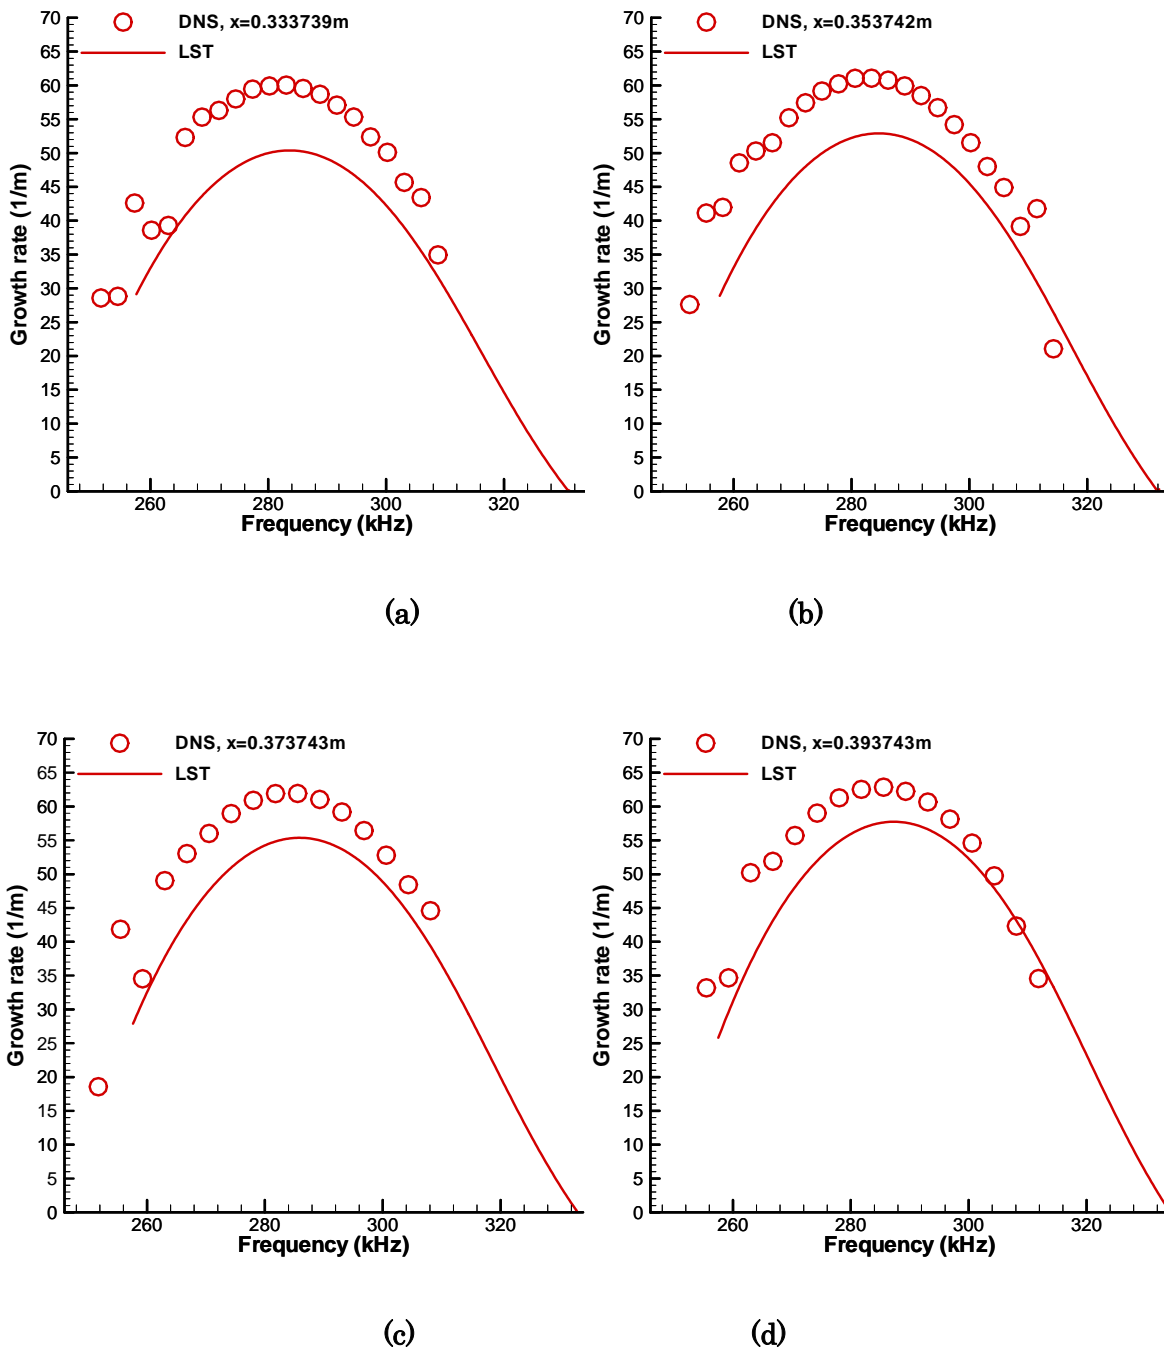 DNS, x=0.333739m
LST
70
65
60
55
50
45
40
35
30
25
20
15
10
5
0
Growth rate (1/m)
260 280 300 320
Frequency (kHz)
(a)
DNS, x=0.353742m
LST
70
65
60
55
50
45
40
35
30
25
20
15
10
5
0
Growth rate (1/m)
260 280 300 320
Frequency (kHz)
(b)
DNS, x=0.373743m
LST
70
65
60
55
50
45
40
35
30
25
20
15
10
5
0
Growth rate (1/m)
260 280 300 320
Frequency (kHz)
(c)
DNS, x=0.393743m
LST
70
65
60
55
50
45
40
35
30
25
20
15
10
5
0
Growth rate (1/m)
260 280 300 320
Frequency (kHz)
(d)